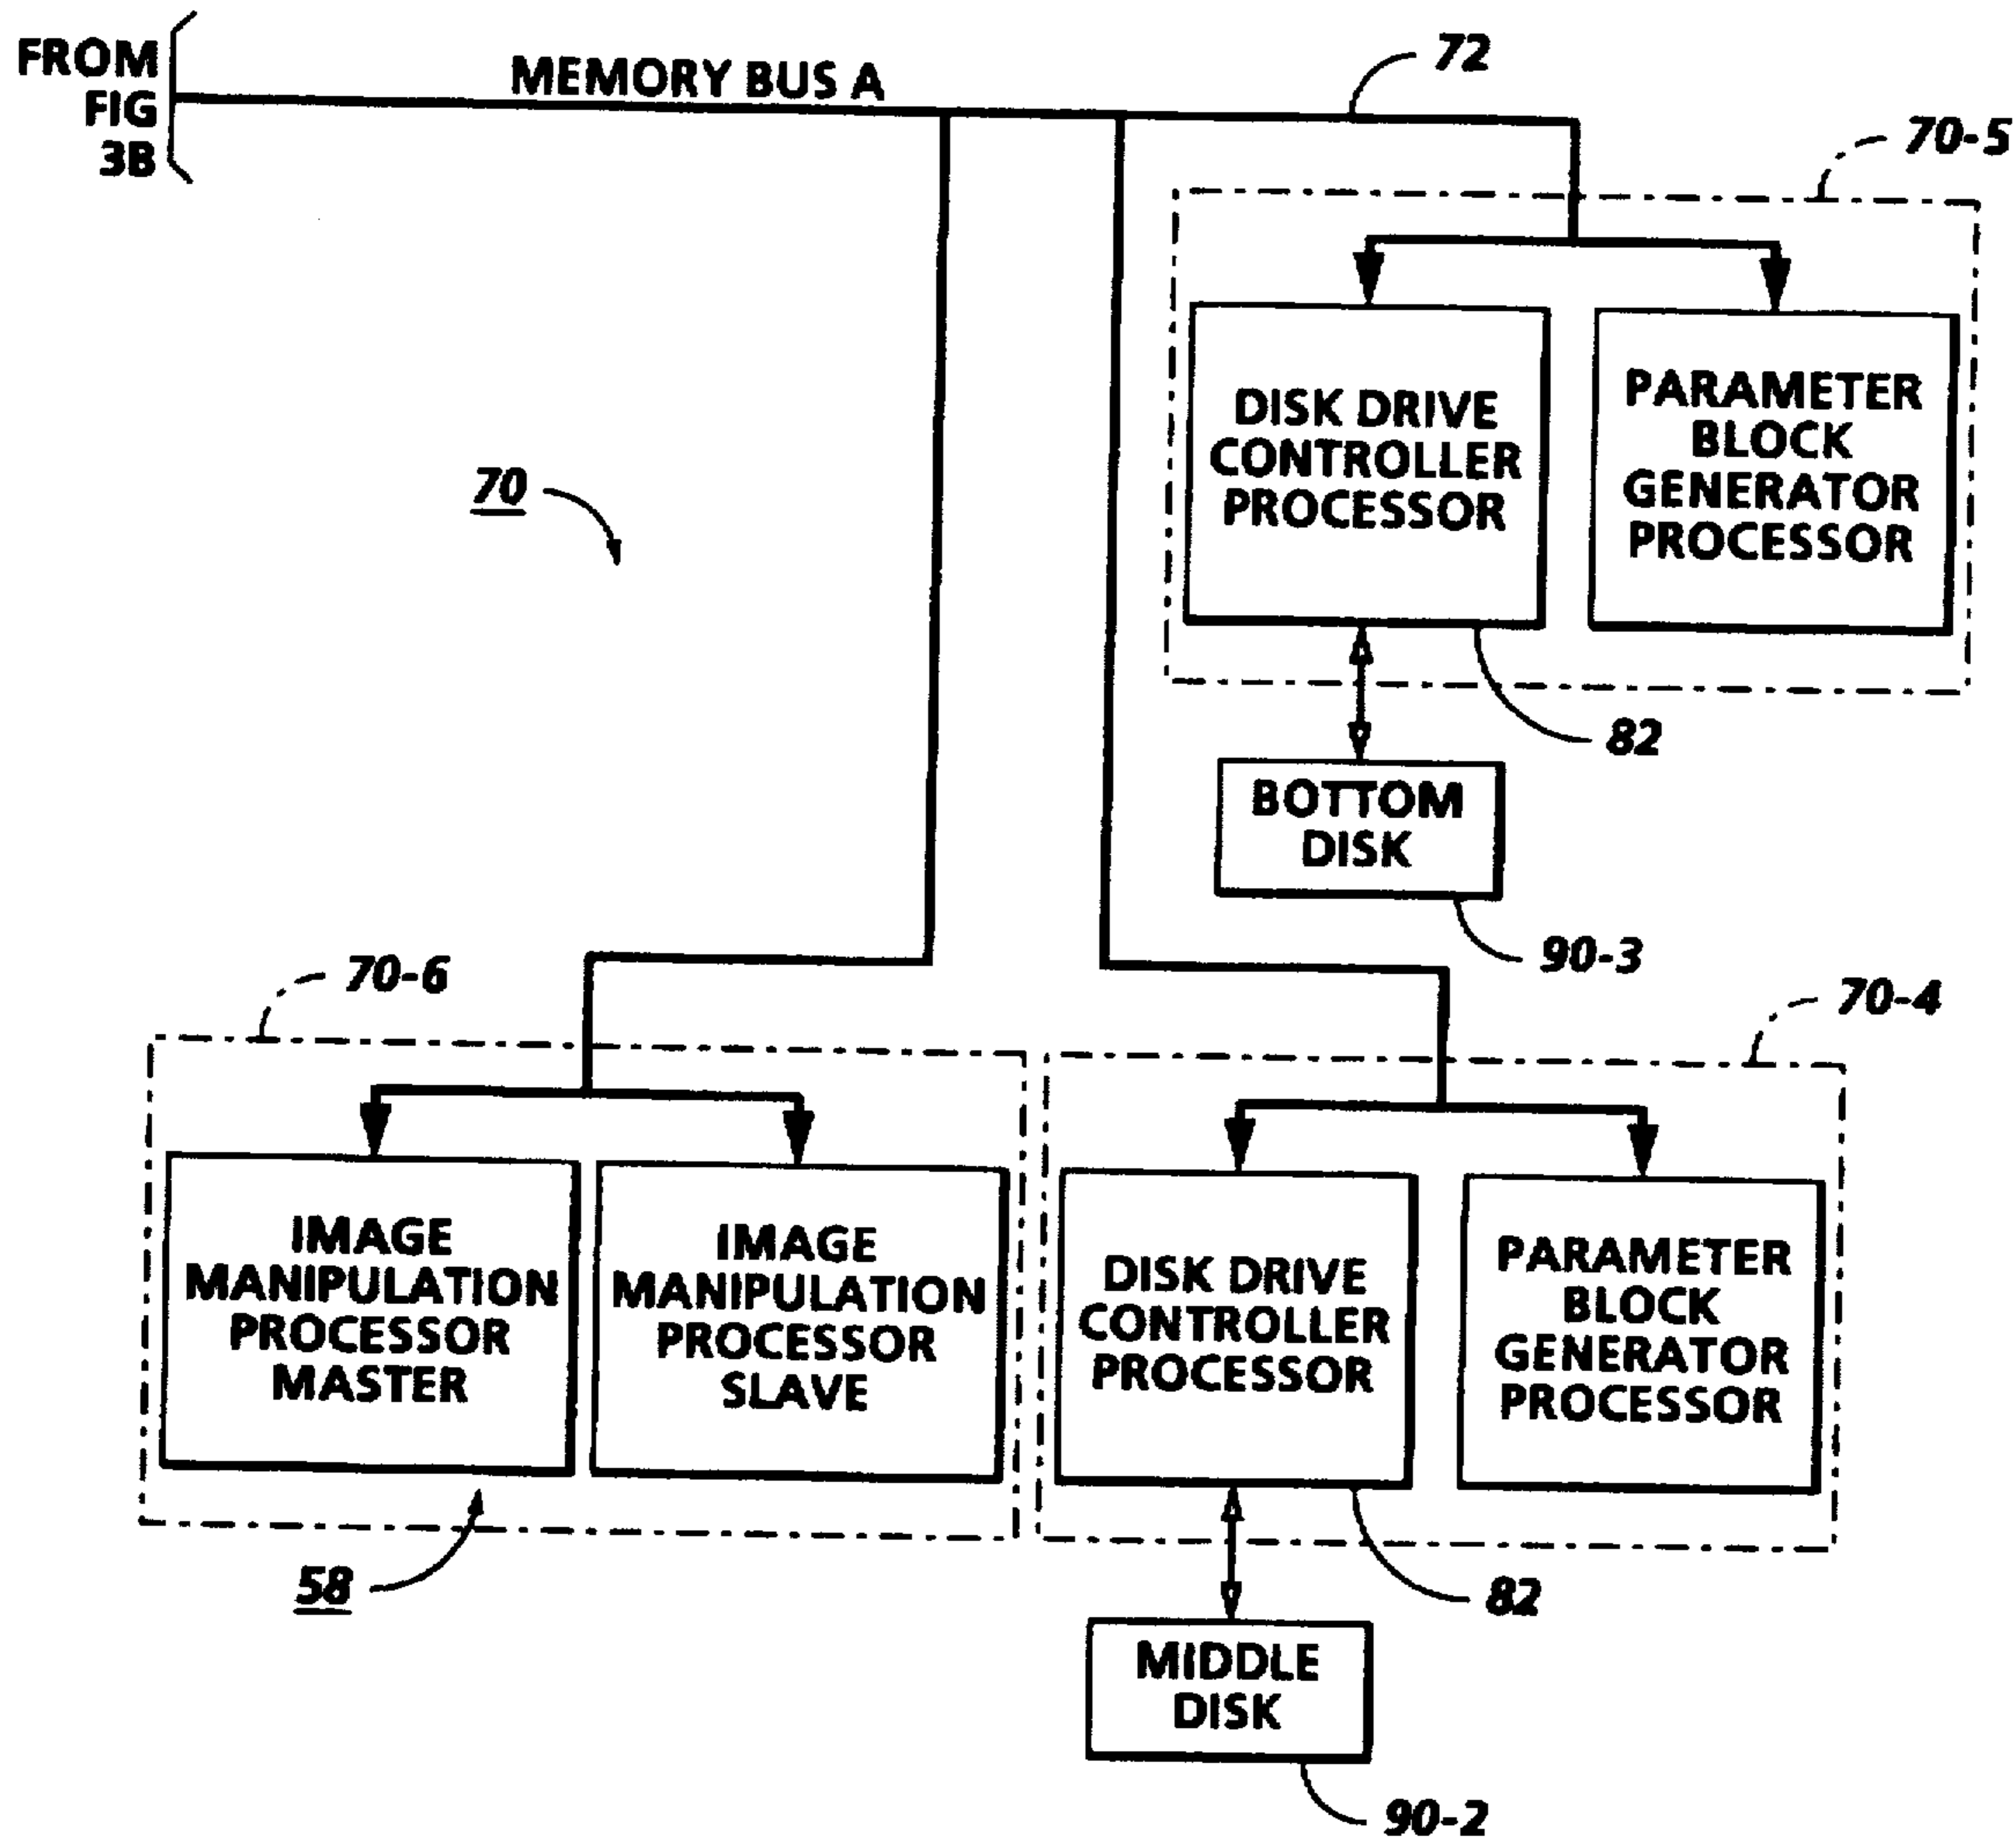 FROM
FIG
3B
MEMORY BUS A
72
70-5
DISK DRIVE
CONTROLLER
PROCESSOR
PARAMETER
BLOCK
GENERATOR
PROCESSOR
70
82
BOTTOM
DISK
90-3
70-6
70-4
IMAGE
MANIPULATION
PROCESSOR
MASTER
IMAGE
MANIPULATION
PROCESSOR
SLAVE
DISK DRIVE
CONTROLLER
PROCESSOR
PARAMETER
BLOCK
GENERATOR
PROCESSOR
58
82
MIDDLE
DISK
90-2